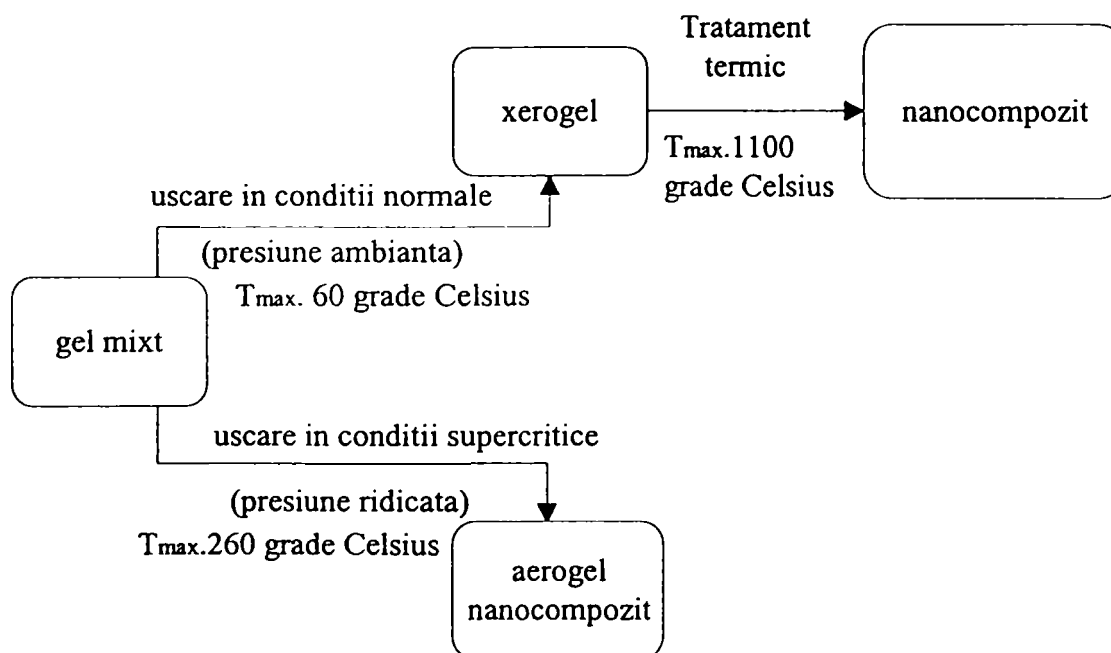 Tratament
termic
xerogel
nanocompozit
Tmax.1100
grade Celsius
uscare in conditii normale
(presiune ambianta)
Tmax. 60 grade Celsius
gel mixt
uscare in conditii supercritice
(presiune ridicata)
Tmax.260 grade Celsius
aerogel
nanocompozit